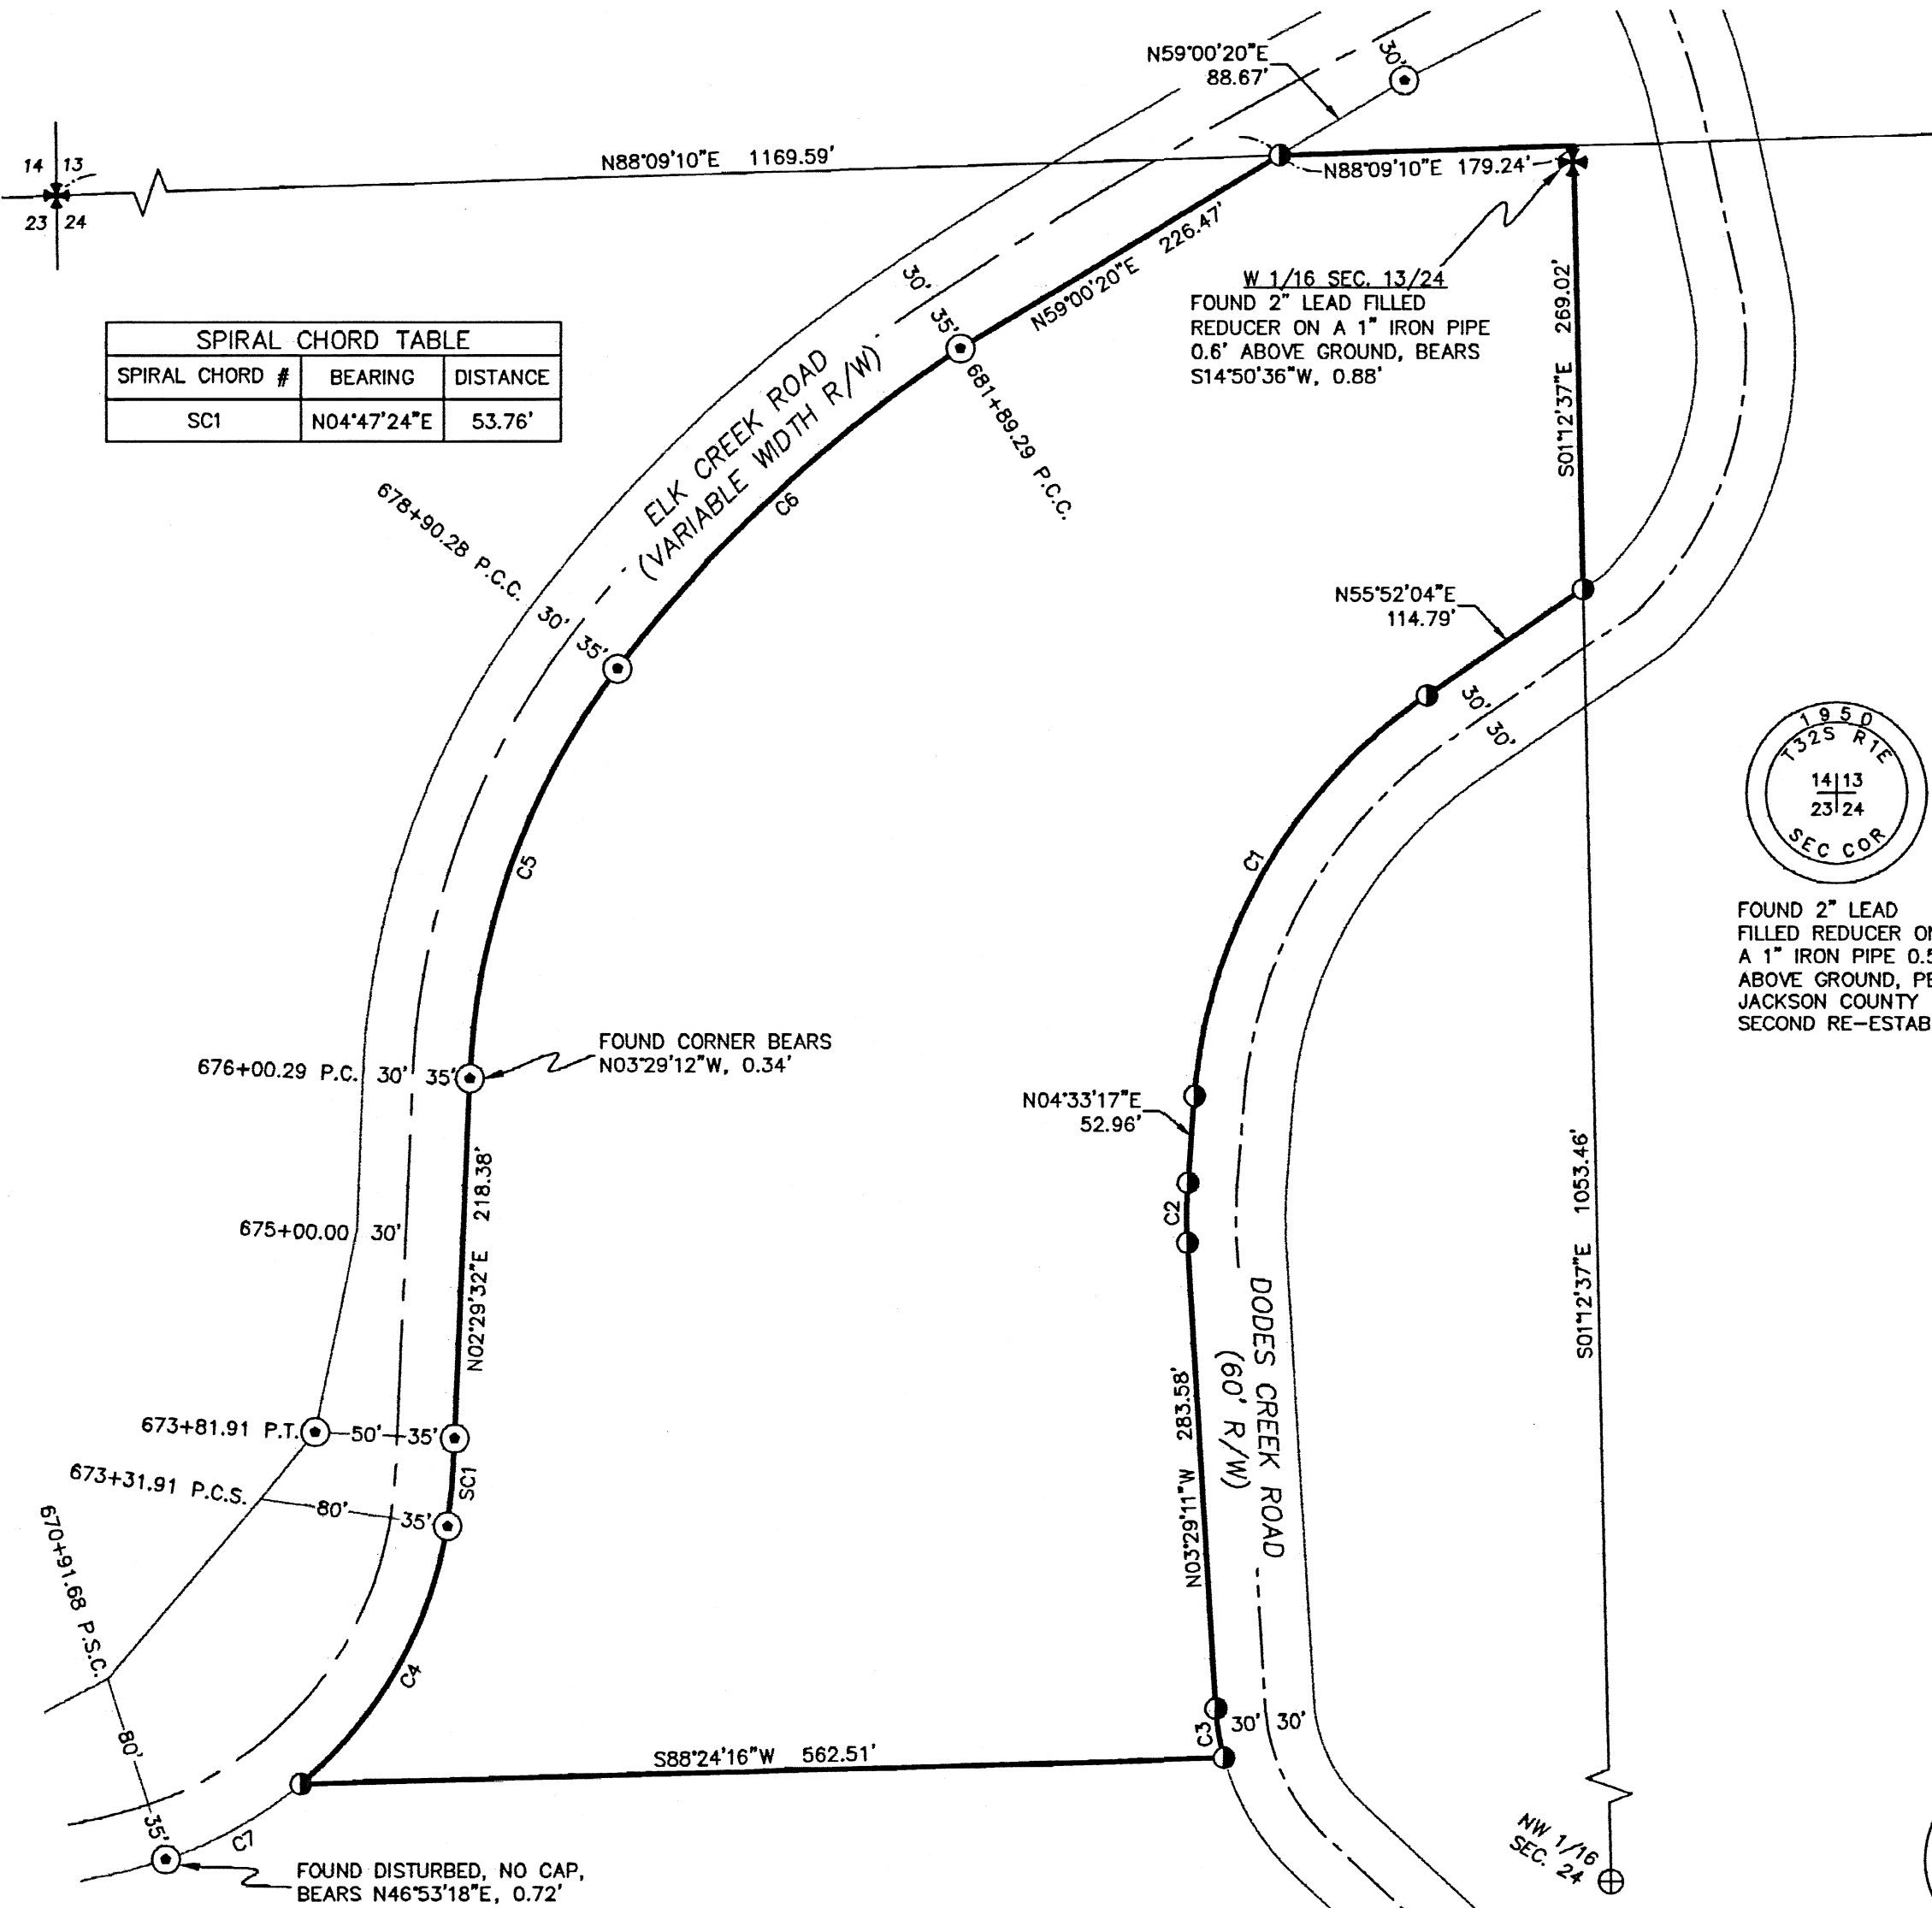 N59°00'20"E
88.67'
30'
14 13
23 24
N88°09'10"E 1169.59'
N88°09'10"E 179.24'
N59°00'20"E 226.47'
W 1/16 SEC. 13/24
FOUND 2" LEAD FILLED
REDUCER ON A 1" IRON PIPE
0.6' ABOVE GROUND, BEARS
S14°50'36"W, 0.88'
S01°12'37"E 269.02'
SPIRAL CHORD TABLE
SPIRAL CHORD # BEARING DISTANCE
SC1 N04°47'24"E 53.76'
30'
35'
681+89.29 P.C.C.
ELK CREEK ROAD
(VARIABLE WIDTH R/W)
C6
678+90.28 P.C.C.
30' 35'
N55°52'04"E
114.79'
30'
30'
1950
T32S R1E
14 13
23 24
SEC COR
FOUND 2" LEAD
FILLED REDUCER
A 1" IRON PIPE
ABOVE GROUND,
JACKSON COUNTY
SECOND
C5
C1
FOUND CORNER BEARS
N03°29'12"W, 0.34'
676+00.29 P.C. 30' 35'
N04°33'17"E
52.96'
N02°29'32"E 218.38'
675+00.00 30'
C2
S01°12'37"E 1053.46'
DODES CREEK ROAD
(60' R/W)
N03°29'11"W 283.58'
673+81.91 P.T. 50' 35'
SC1
673+31.91 P.C.S. 80' 35'
670+91.68 P.S.C.
C4
C3
30' 30'
S88°24'16"W 562.51'
80'
35'
C7
FOUND DISTURBED, NO CAP,
BEARS N46°53'18"E, 0.72'
NW 1/16
SEC. 24